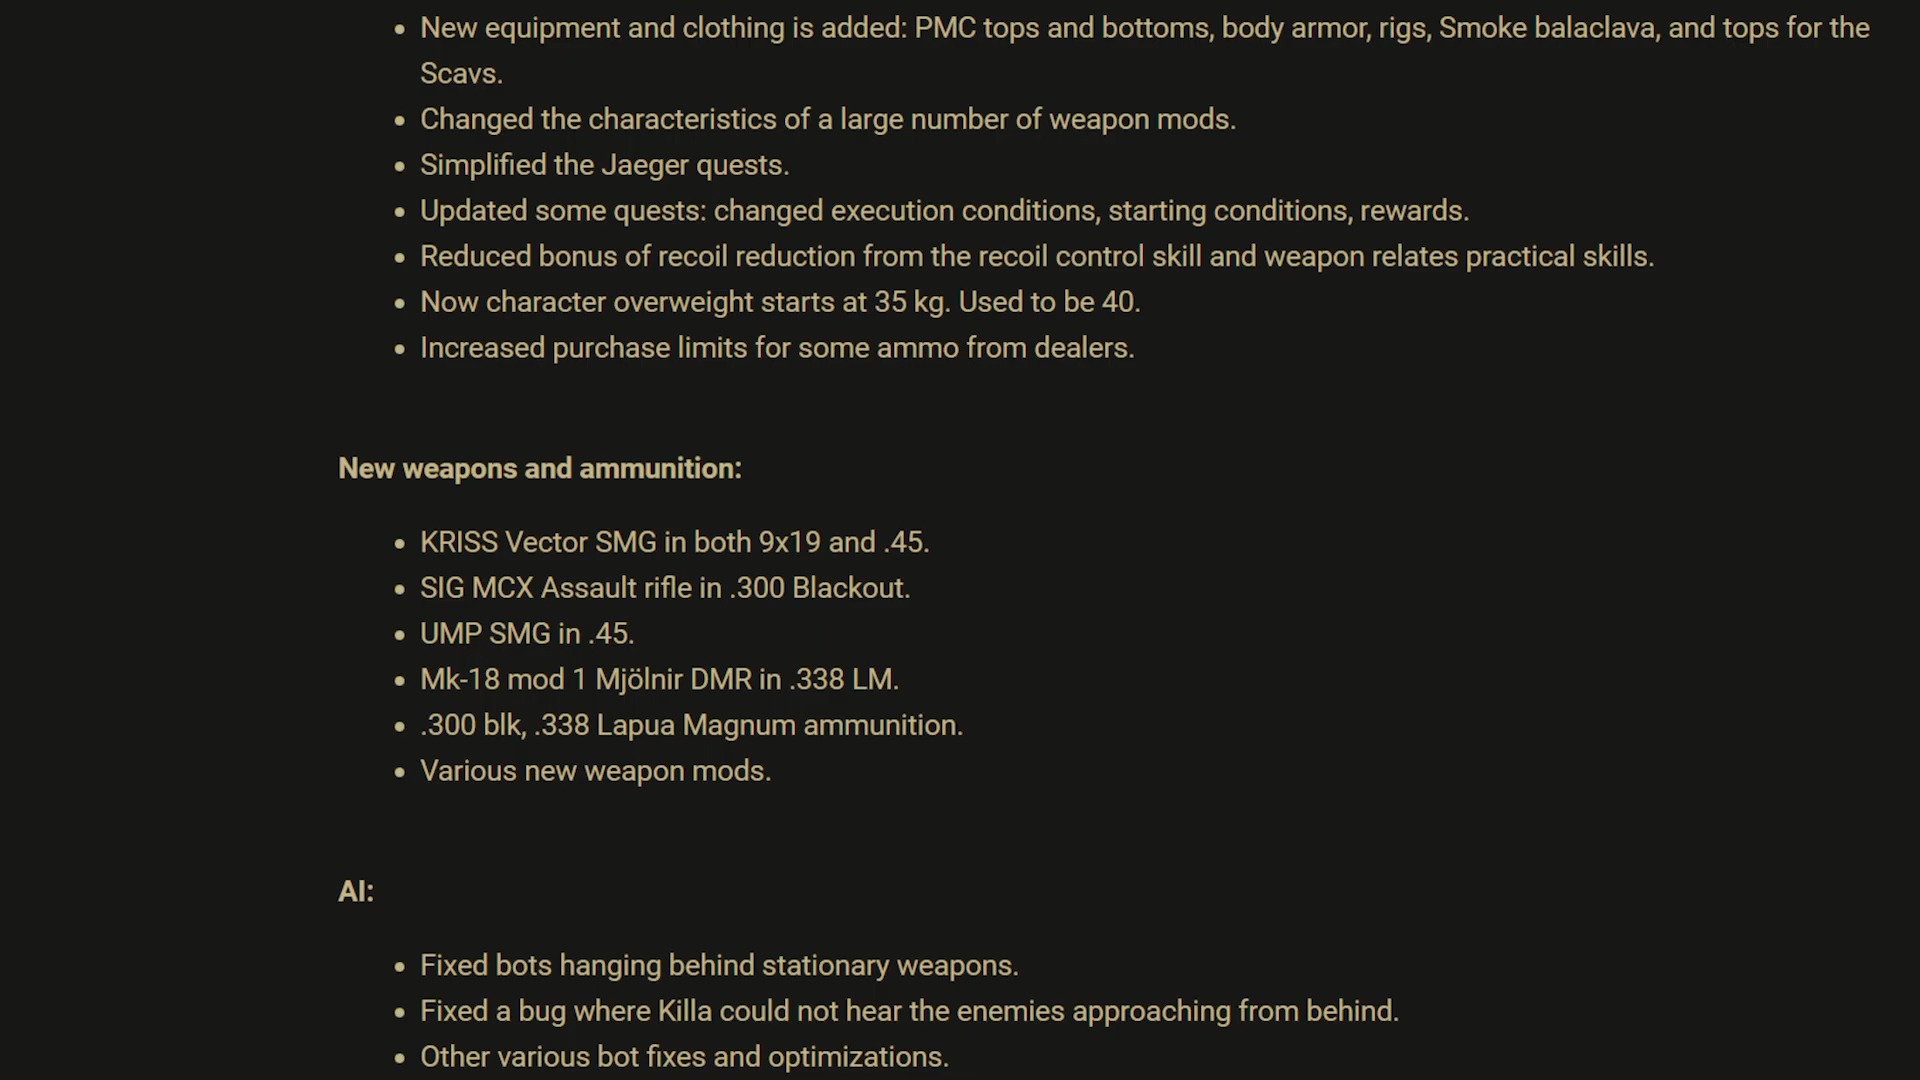 • New equipment and clothing is added: PMC tops and bottoms, body armor, rigs, Smoke balaclava, and tops for the
Scavs.
• Changed the characteristics of a large number of weapon mods.
• Simplified the Jaeger quests.
• Updated some quests: changed execution conditions, starting conditions, rewards.
• Reduced bonus of recoil reduction from the recoil control skill and weapon relates practical skills.
• Now character overweight starts at 35 kg. Used to be 40.
• Increased purchase limits for some ammo from dealers.
New weapons and ammunition:
• KRISS Vector SMG in both 9x19 and .45.
• SIG MCX Assault rifle in .300 Blackout.
• UMP SMG in .45.
• Mk-18 mod 1 Mjölnir DMR in .338 LM.
• .300 blk, .338 Lapua Magnum ammunition.
• Various new weapon mods.
AI:
• Fixed bots hanging behind stationary weapons.
• Fixed a bug where Killa could not hear the enemies approaching from behind.
• Other various bot fixes and optimizations.